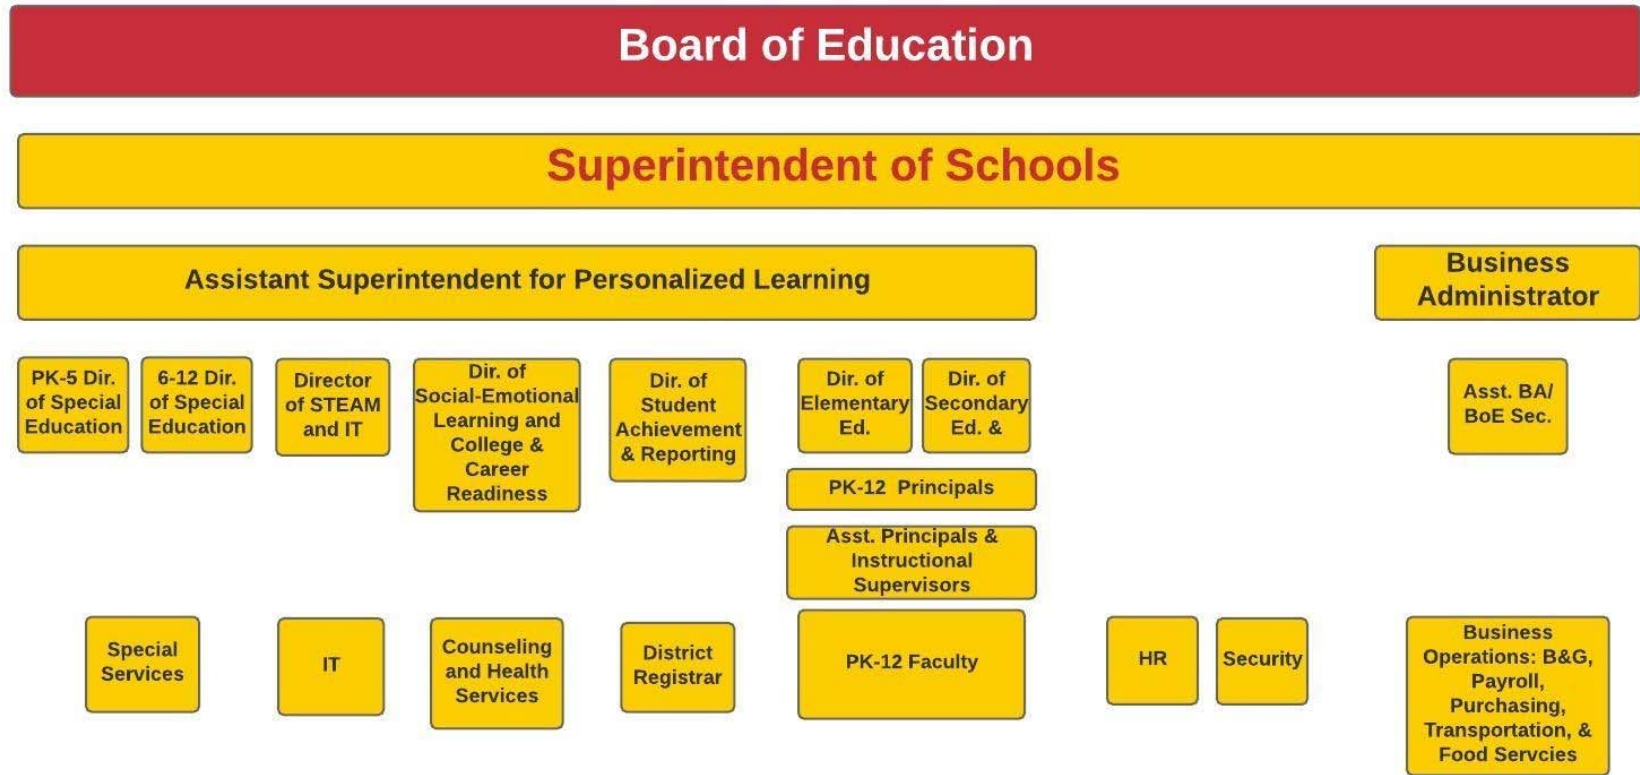 Board of Education
Superintendent of Schools
Assistant Superintendent for Personalized Learning
Business
Administrator
PK-5 Dir.
of Special
Education
6-12 Dir.
of Special
Education
Director
of STEAM
and IT
Dir. of
Social-Emotional
Learning and
College &
Career
Readiness
Dir. of
Student
Achievement
& Reporting
Dir. of
Elementary
Ed.
Dir. of
Secondary
Ed. &
Asst. BA/
BoE Sec.
PK-12 Principals
Asst. Principals &
Instructional
Supervisors
Special
Services
IT
Counseling
and Health
Services
District
Registrar
PK-12 Faculty
HR
Security
Business
Operations: B&G,
Payroll,
Purchasing,
Transportation, &
Food Servcies